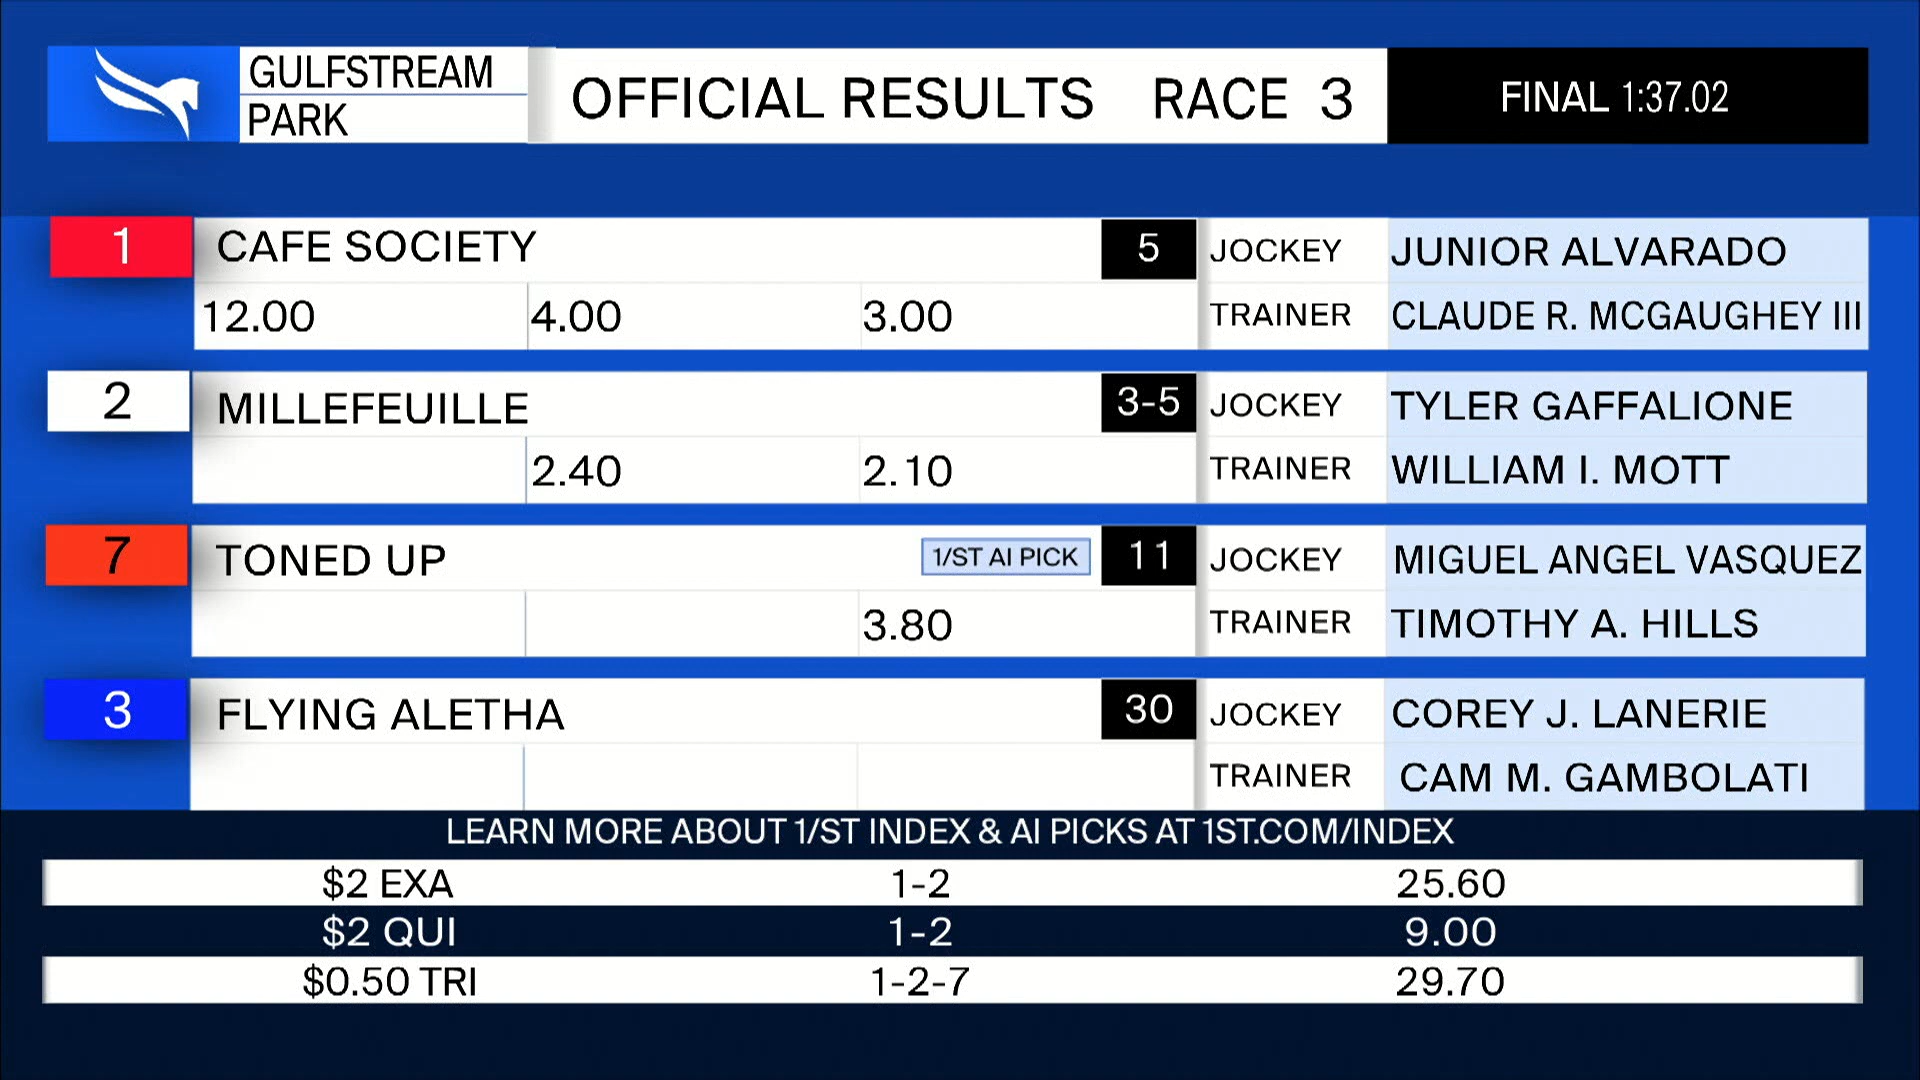 GULFSTREAM
PARK
OFFICIAL RESULTS RACE 3
FINAL 1:37.02
1 CAFE SOCIETY 5 JOCKEY JUNIOR ALVARADO
12.00 4.00 3.00 TRAINER CLAUDE R. MCGAUGHEY III
2 MILLEFEUILLE 3-5 JOCKEY TYLER GAFFALIONE
2.40 2.10 TRAINER WILLIAM I. MOTT
7 TONED UP 1/ST AI PICK 11 JOCKEY MIGUEL ANGEL VASQUEZ
3.80 TRAINER TIMOTHY A. HILLS
3 FLYING ALETHA 30 JOCKEY COREY J. LANERIE
TRAINER CAM M. GAMBOLATI
LEARN MORE ABOUT 1/ST INDEX & AI PICKS AT 1ST.COM/INDEX
$2 EXA 1-2 25.60
$2 QUI 1-2 9.00
$0.50 TRI 1-2-7 29.70